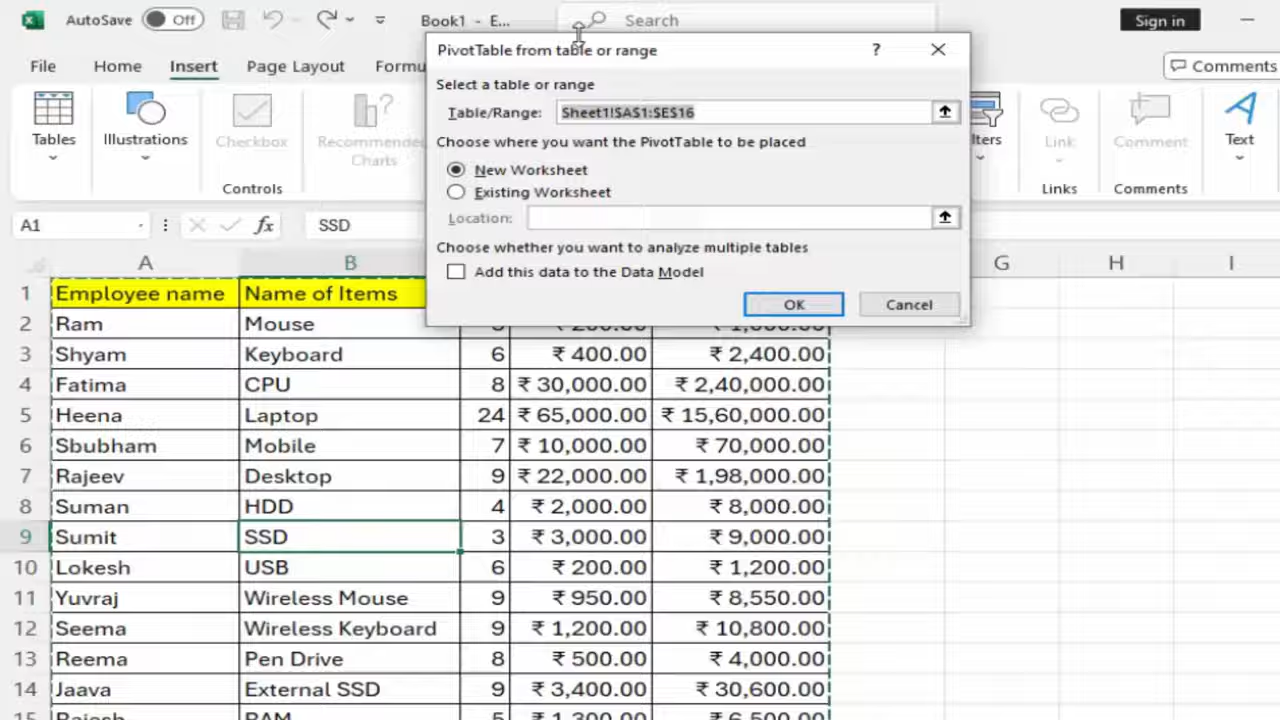 AutoSave Off Book1 - E... Search Sign in
PivotTable from table or range ? 
File Home Insert Page Layout Formu Comments
Select a table or range
Table/Range: Sheet1!$A$1:$E$16
Choose where you want the PivotTable to be placed
New Worksheet
Existing Worksheet
Location:
Choose whether you want to analyze multiple tables
Add this data to the Data Model
OK Cancel
Tables Illustrations Checkbox Recommende Charts lters Link Comment Text
Controls Links Comments
A1 fx SSD
A B G H I
1 Employee name Name of Items
2 Ram Mouse
3 Shyam Keyboard 6 ₹ 400.00 ₹ 2,400.00
4 Fatima CPU 8 ₹ 30,000.00 ₹ 2,40,000.00
5 Heena Laptop 24 ₹ 65,000.00 ₹ 15,60,000.00
6 Sbubham Mobile 7 ₹ 10,000.00 ₹ 70,000.00
7 Rajeev Desktop 9 ₹ 22,000.00 ₹ 1,98,000.00
8 Suman HDD 4 ₹ 2,000.00 ₹ 8,000.00
9 Sumit SSD 3 ₹ 3,000.00 ₹ 9,000.00
10 Lokesh USB 6 ₹ 200.00 ₹ 1,200.00
11 Yuvraj Wireless Mouse 9 ₹ 950.00 ₹ 8,550.00
12 Seema Wireless Keyboard 9 ₹ 1,200.00 ₹ 10,800.00
13 Reema Pen Drive 8 ₹ 500.00 ₹ 4,000.00
14 Jaava External SSD 9 ₹ 3,400.00 ₹ 30,600.00
15 Rajesh RAM 5 ₹ 1,300.00 ₹ 6,500.00